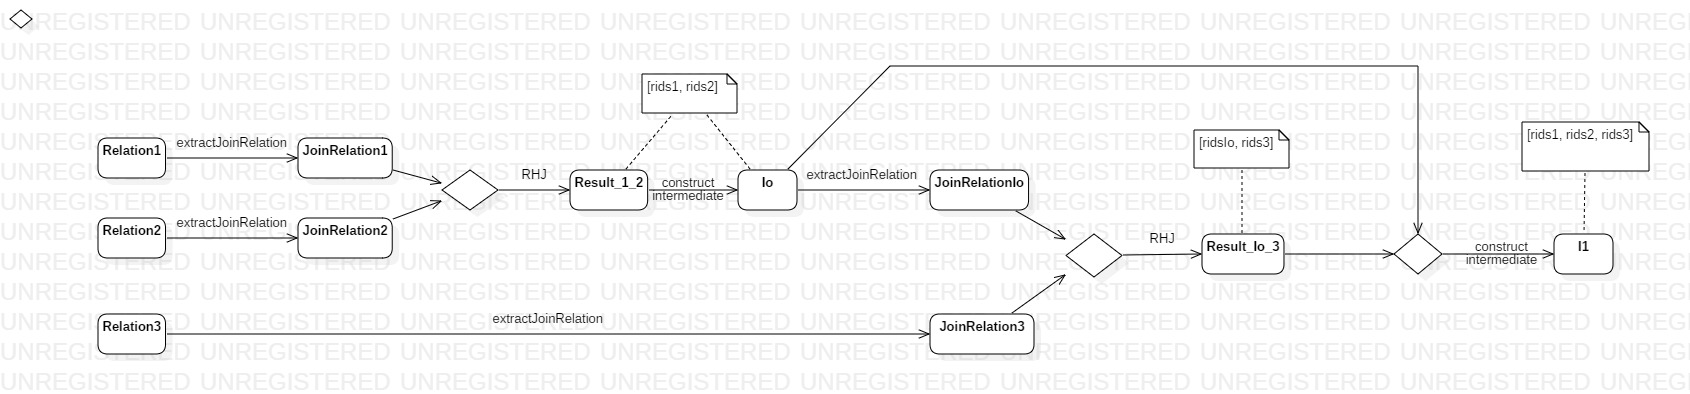 [rids1, rids2]
[rids1, rids2, rids3]
[ridsIo, rids3]
Relation1
extractJoinRelation
JoinRelation1
RHJ
Result_1_2
construct
intermediate
Io
extractJoinRelation
JoinRelationIo
Relation2
extractJoinRelation
JoinRelation2
RHJ
Result_Io_3
construct
intermediate
I1
Relation3
extractJoinRelation
JoinRelation3
UNREGISTERED UNREGISTERED UNREGISTERED UNREGISTERED UNREGISTERED UNREGISTERED UNREGISTERED UNREGISTERED